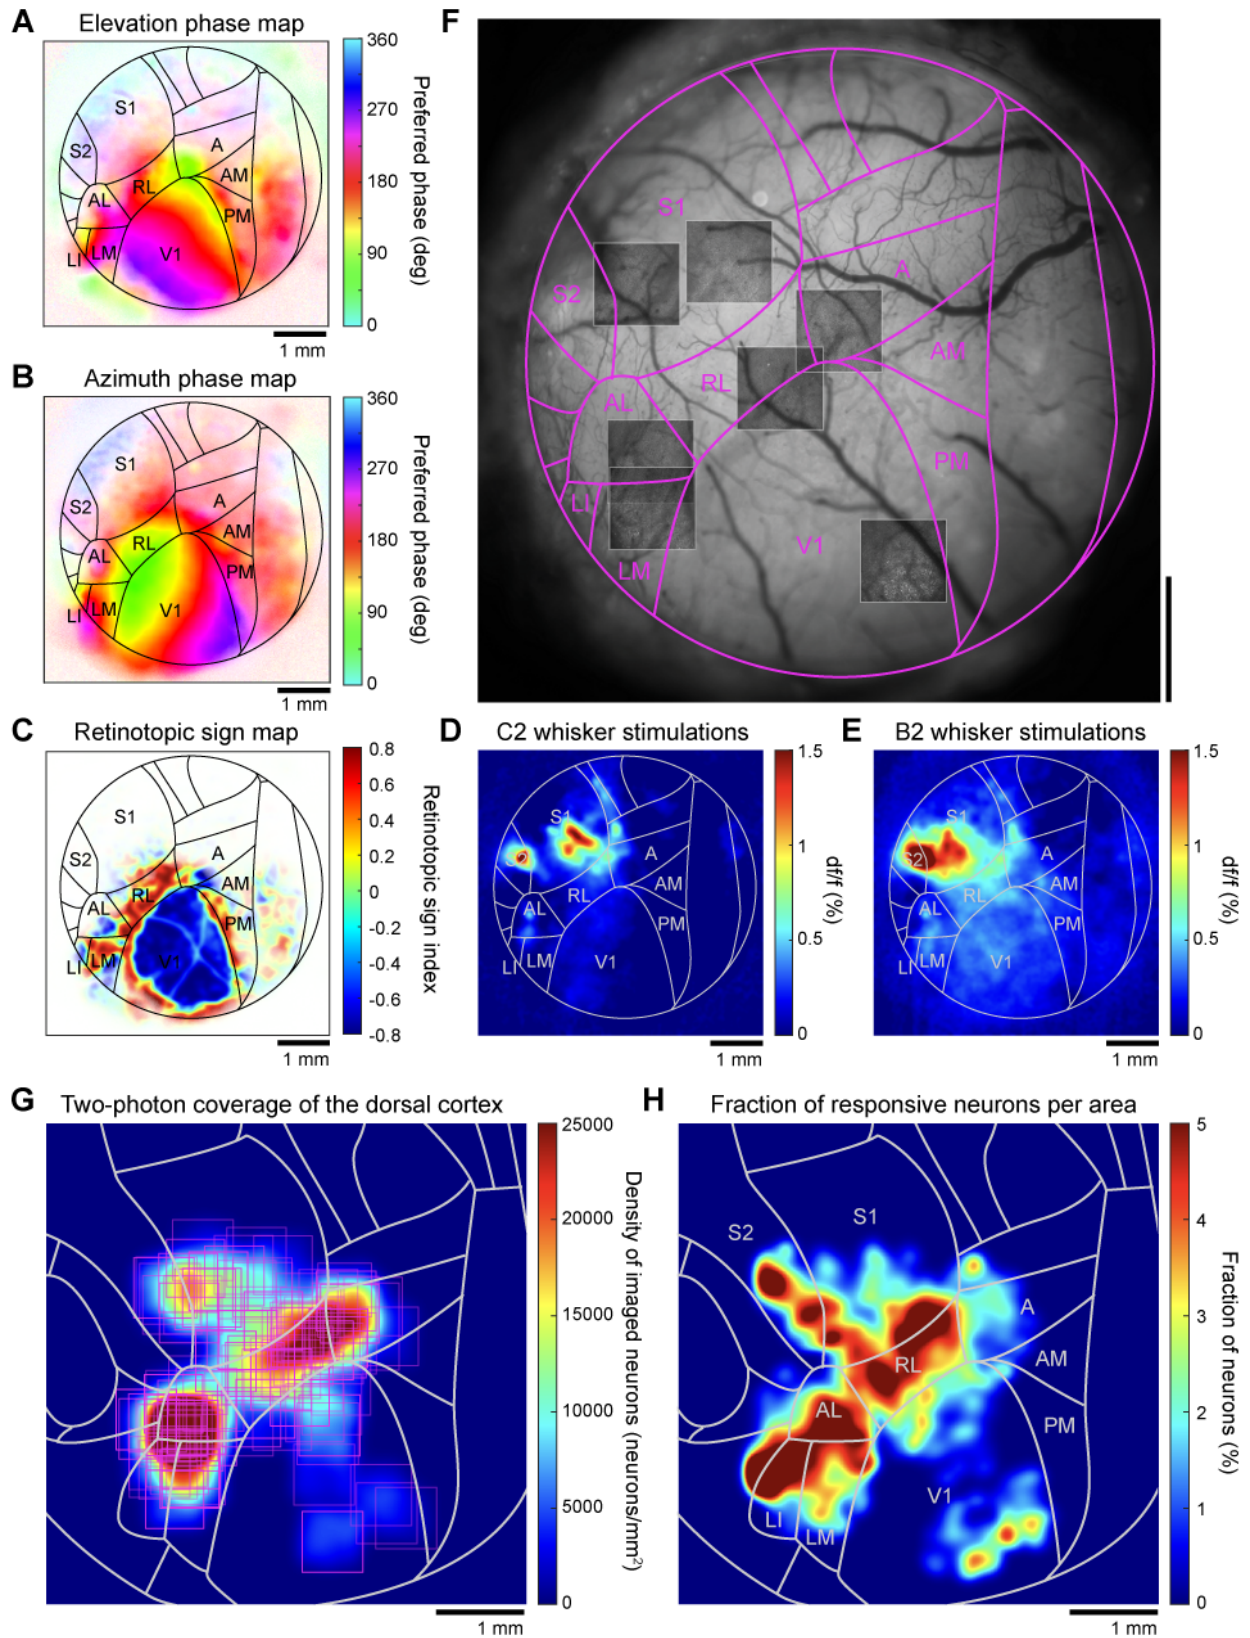 A
Elevation phase map
S1
S2
A
AM
AL
RL
PM
LI
LM
V1
360
270
180
90
0
Preferred phase (deg)
1 mm
B
Azimuth phase map
S1
S2
A
AM
AL
RL
PM
LI
LM
V1
360
270
180
90
0
Preferred phase (deg)
1 mm
F
S1
S2
A
AM
RL
AL
PM
LI
LM
V1
C
Retinotopic sign map
S1
S2
A
AM
AL
RL
PM
LI
LM
V1
0.8
0.6
0.4
0.2
0
-0.2
-0.4
-0.6
-0.8
Retinotopic sign index
1 mm
D
C2 whisker stimulations
S1
S2
A
AM
RL
AL
PM
LI
LM
V1
1.5
1
0.5
0
df/f (%)
1 mm
E
B2 whisker stimulations
S1
S2
A
AM
RL
AL
PM
LI
LM
V1
1.5
1
0.5
0
df/f (%)
1 mm
G
Two-photon coverage of the dorsal cortex
25000
20000
15000
10000
5000
0
Density of imaged neurons (neurons/mm²)
1 mm
H
Fraction of responsive neurons per area
S1
S2
A
RL
AM
AL
PM
V1
LI
LM
5
4
3
2
1
0
Fraction of neurons (%)
1 mm